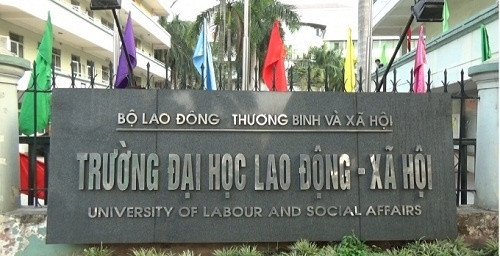 BỘ LAO ĐỘNG THƯƠNG BINH VÀ XÃ HỘI
TRƯỜNG ĐẠI HỌC LAO ĐỘNG - XÃ HỘI
UNIVERSITY OF LABOUR AND SOCIAL AFFAIRS